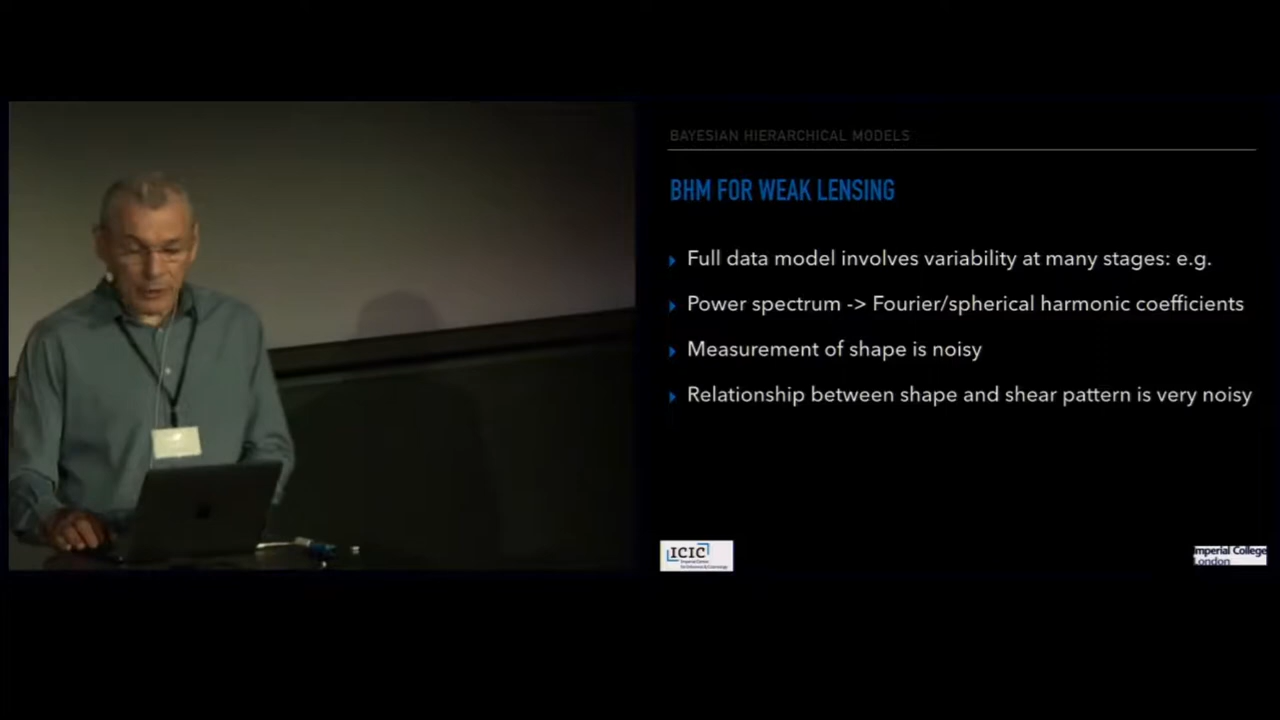 BAYESIAN HIERARCHICAL MODELS
BHM FOR WEAK LENSING
Full data model involves variability at many stages: e.g.
Power spectrum -> Fourier/spherical harmonic coefficients
Measurement of shape is noisy
Relationship between shape and shear pattern is very noisy
ICIC
Imperial College
London